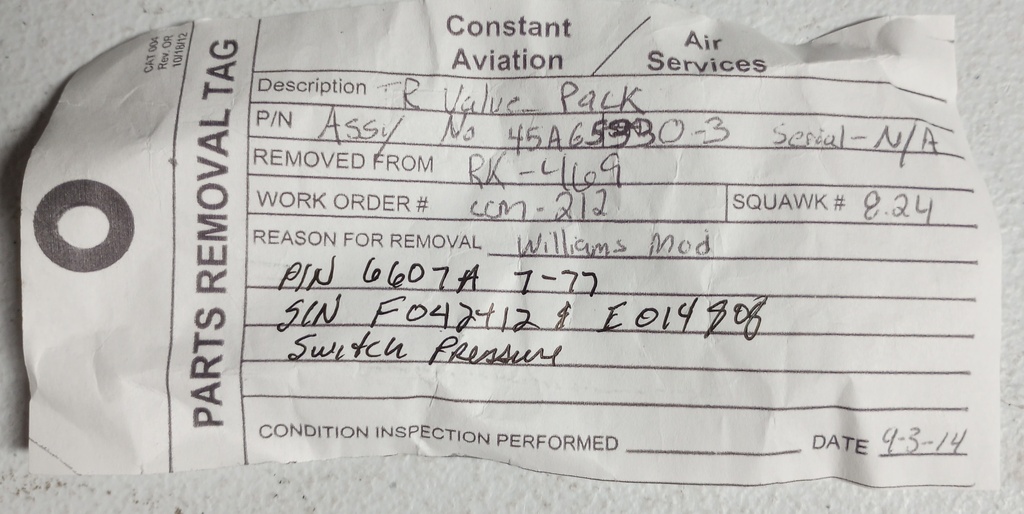 CAT 004
Rev. OR
10/18/12
PARTS REMOVAL TAG
Constant Aviation / Air Services
Description R Valve Pack
P/N Assy No 45A6 30-3 Serial-N/A
REMOVED FROM RK-469
WORK ORDER # ccm-212 SQUAWK # 8.24
REASON FOR REMOVAL Williams Mod
P/N 6607A 7-77
S/N F042412 & E014808
Switch Pressure
CONDITION INSPECTION PERFORMED DATE 9-3-14